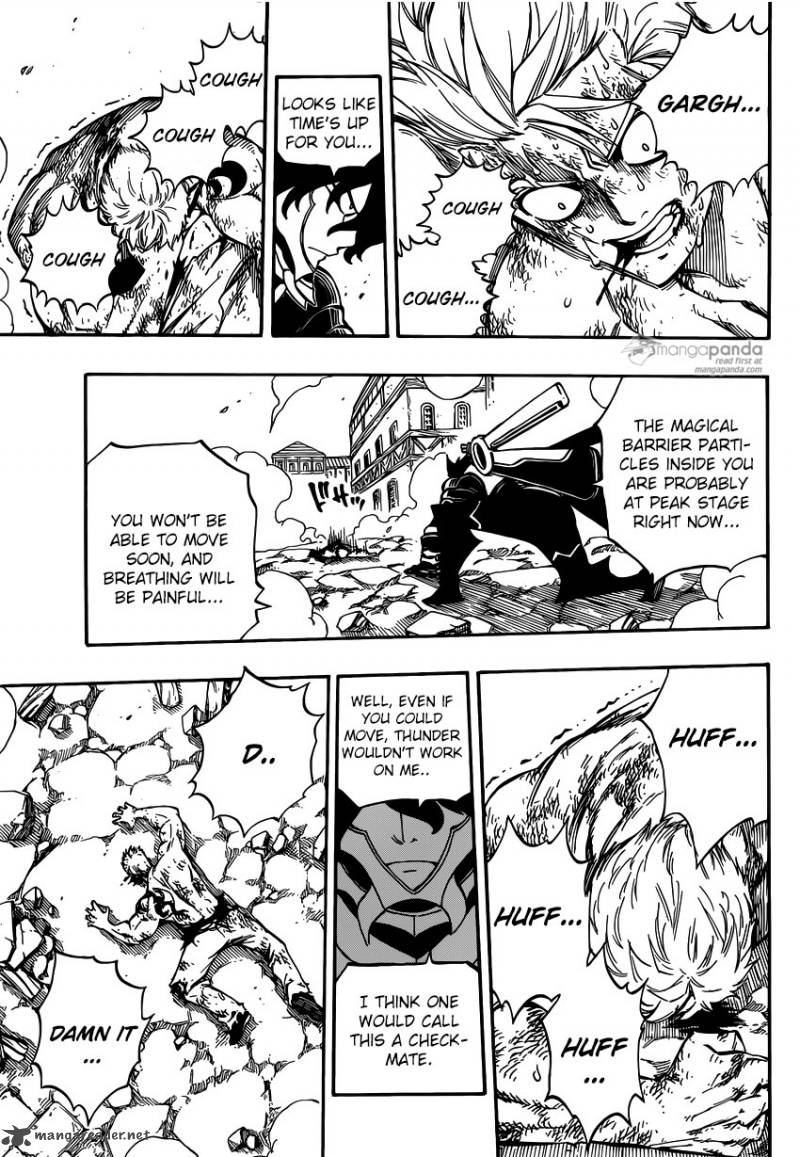 GARGH...
COUGH
COUGH...
LOOKS LIKE
TIME'S UP
FOR YOU...
COUGH
COUGH
COUGH
mangapanda
read first at
mangapanda.com
THE MAGICAL
BARRIER PARTI-
CLES INSIDE YOU
ARE PROBABLY
AT PEAK STAGE
RIGHT NOW...
YOU WON'T BE
ABLE TO MOVE
SOON, AND
BREATHING WILL
BE PAINFUL...
HUFF...
HUFF...
HUFF
...
WELL, EVEN IF
YOU COULD
MOVE, THUNDER
WOULDN'T WORK
ON ME..
I THINK ONE
WOULD CALL
THIS A CHECK-
MATE.
D..
DAMN IT
...
mangareader.net